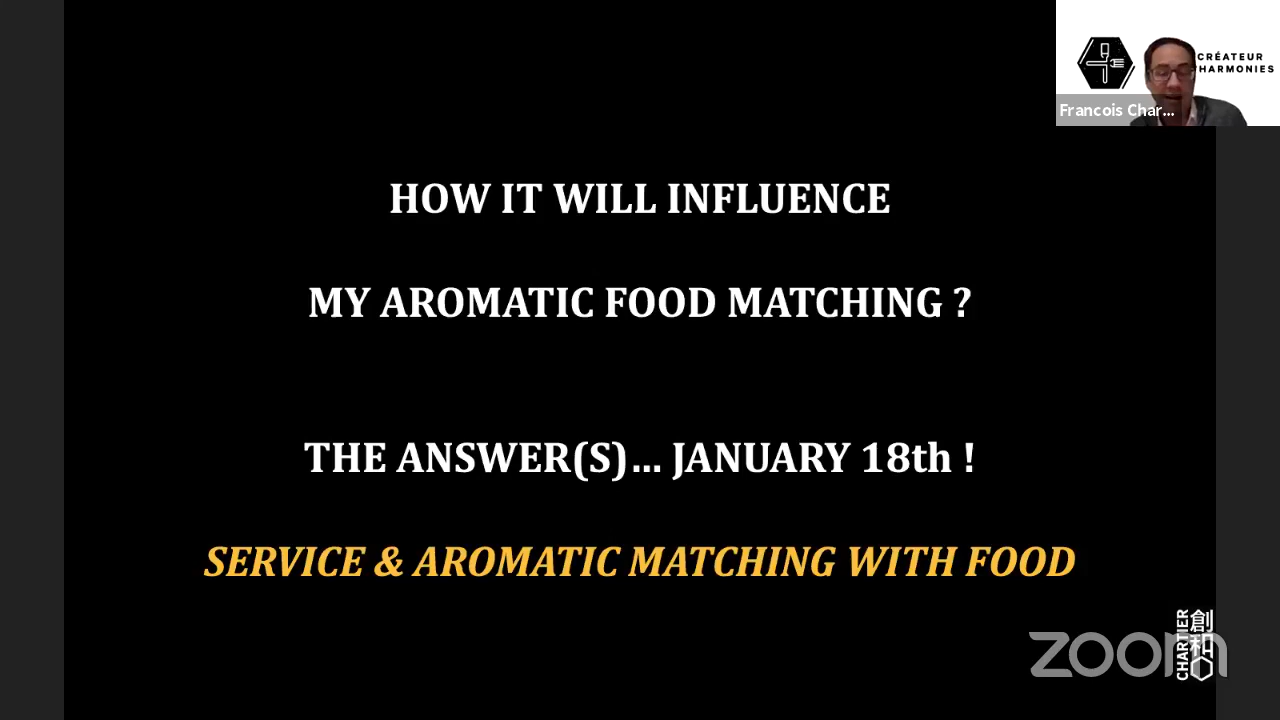 CRÉATEUR
HARMONIES
Francois Char...
HOW IT WILL INFLUENCE
MY AROMATIC FOOD MATCHING ?
THE ANSWER(S)... JANUARY 18th !
SERVICE & AROMATIC MATCHING WITH FOOD
CHARTIER
創和
zoom